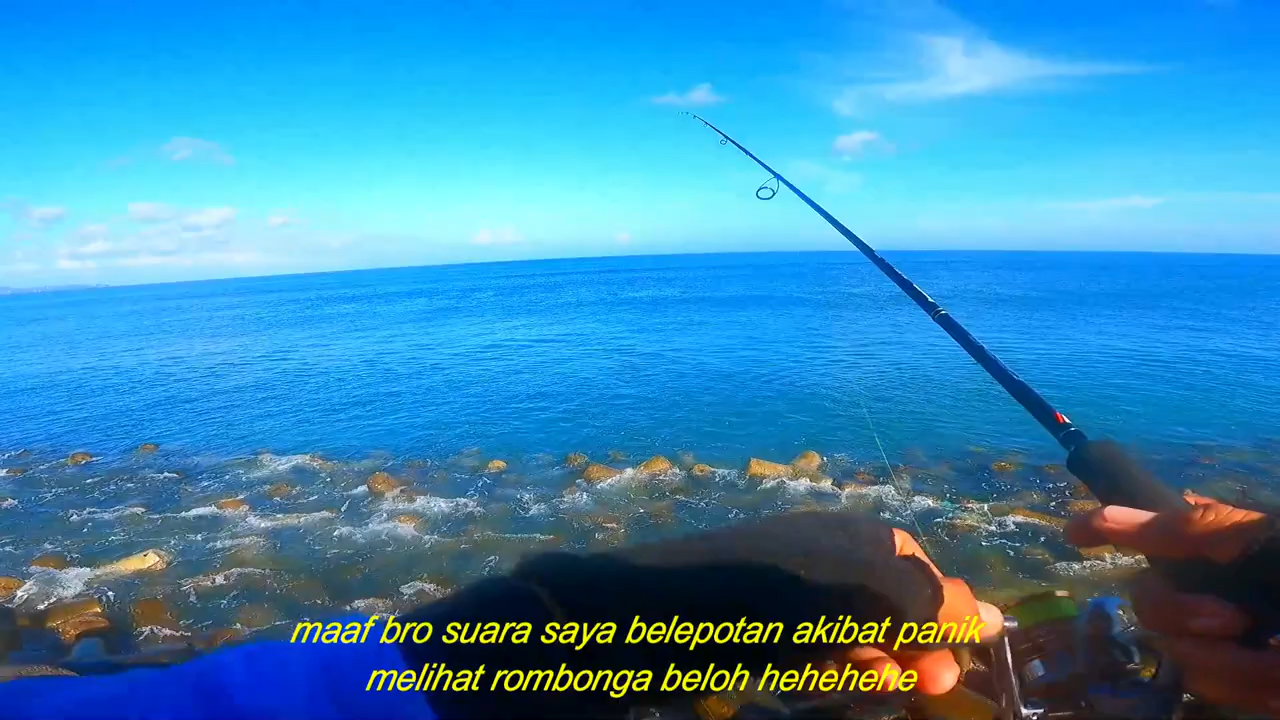 maaf bro suara saya belepotan akibat panik
melihat rombonga beloh hehehehe